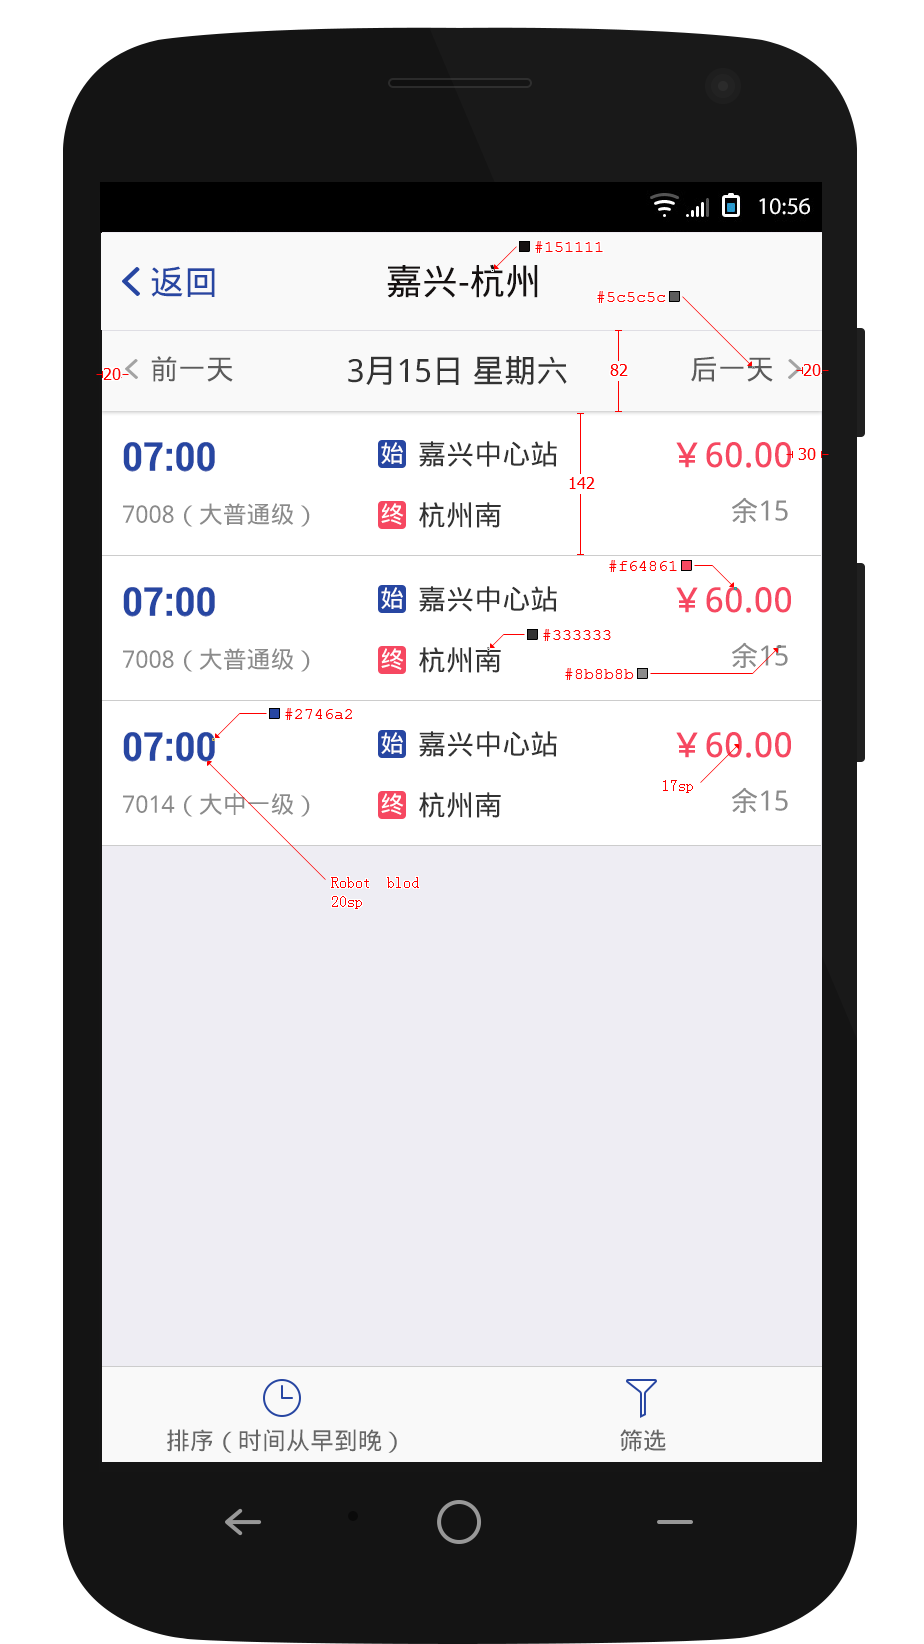 10:56
#151111
返回
嘉兴-杭州
#5c5c5c
20
前一天
3月15日 星期六
82
后一天
20
07:00
始 嘉兴中心站
¥60.00
30
142
7008（大普通级）
终 杭州南
余15
#f64861
07:00
始 嘉兴中心站
¥60.00
#333333
7008（大普通级）
终 杭州南
余15
#8b8b8b
#2746a2
07:00
始 嘉兴中心站
¥60.00
17sp
7014（大中一级）
终 杭州南
余15
Robot blod
20sp
排序（时间从早到晚）
筛选